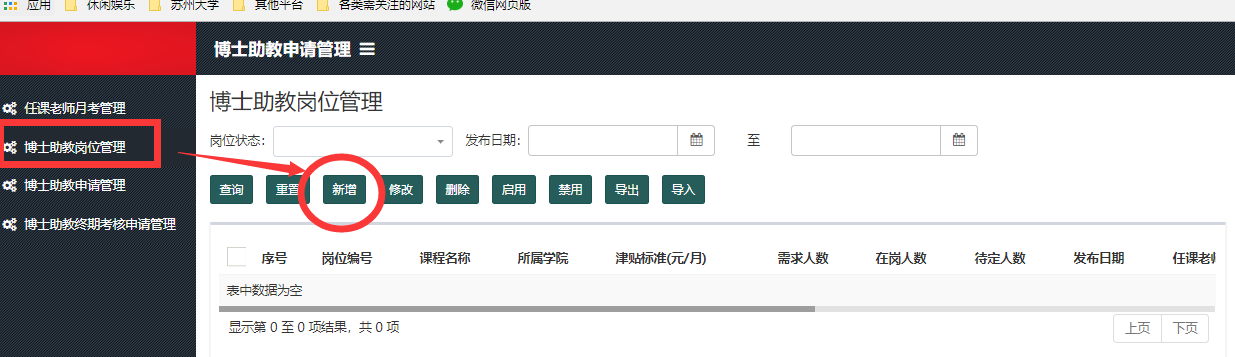 应用 休闲娱乐 苏州大学 其他平台 各类需关注的网站 微信网页版
博士助教申请管理
任课老师月考管理
博士助教岗位管理
博士助教申请管理
博士助教终期考核申请管理
博士助教岗位管理
岗位状态: 发布日期: 至
查询 重置 新增 修改 删除 启用 禁用 导出 导入
序号 岗位编号 课程名称 所属学院 津贴标准(元/月) 需求人数 在岗人数 待定人数 发布日期 任课老师
表中数据为空
显示第 0 至 0 项结果，共 0 项
上页 下页